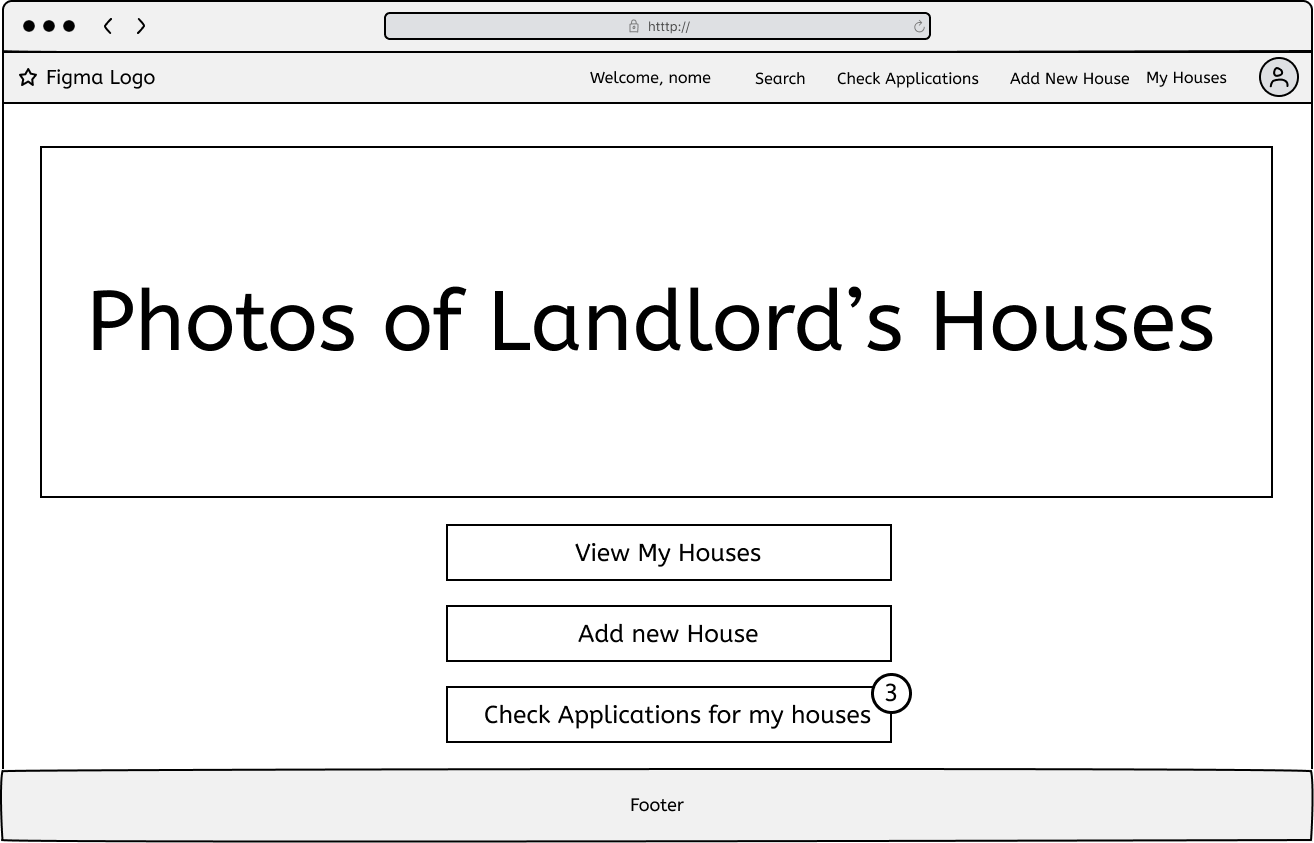 htttp://
Figma Logo
Welcome, nome
Search
Check Applications
Add New House
My Houses
Photos of Landlord’s Houses
View My Houses
Add new House
3
Check Applications for my houses
Footer